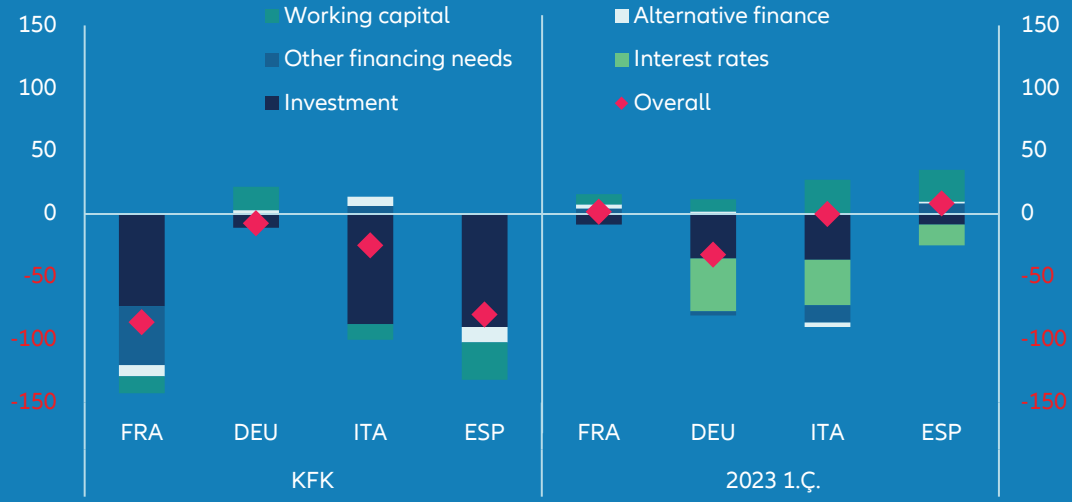 Working capital
Alternative finance
Other financing needs
Interest rates
Investment
Overall
150
100
50
0
-50
-100
-150
150
100
50
0
-50
-100
-150
FRA DEU ITA ESP FRA DEU ITA ESP
KFK 2023 1.Ç.